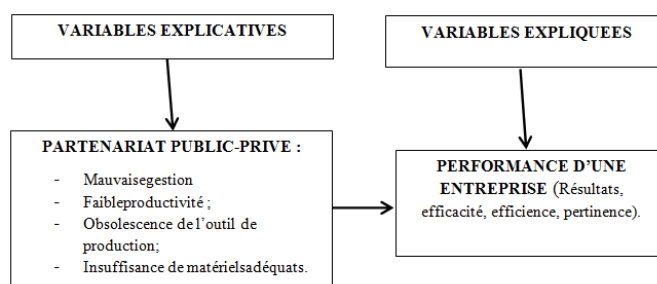 VARIABLES EXPLICATIVES
VARIABLES EXPLIQUEES
PARTENARIAT PUBLIC-PRIVE :
- Mauvaisegestion
- Faibleproductivité ;
- Obsolescence de l'outil de
production;
- Insuffisance de matérielsadéquats.
PERFORMANCE D'UNE
ENTREPRISE (Résultats,
efficacité, efficience, pertinence).